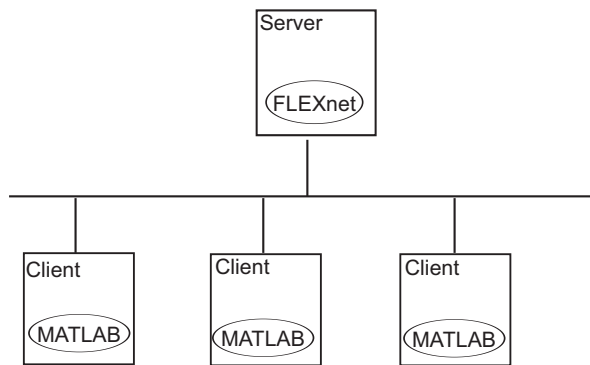 Server
FLEXnet
Client
MATLAB
Client
MATLAB
Client
MATLAB